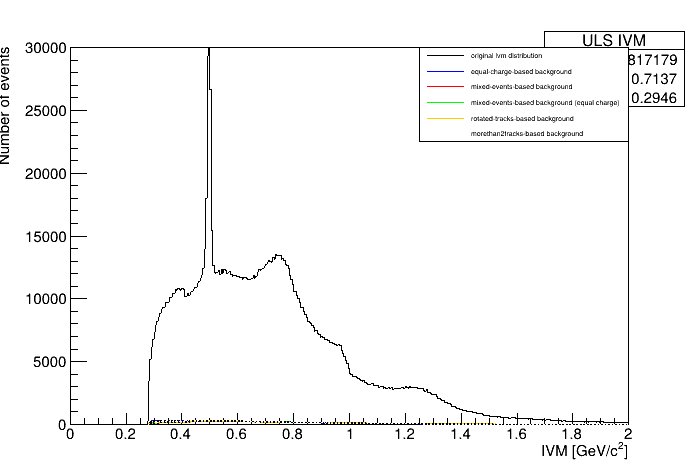 ULS IVM
817179
0.7137
0.2946
original Ivm distribution
equal-charge-based background
mixed-events-based background
mixed-events-based background (equal charge)
rotated-tracks-based background
morethan2tracks-based background
Number of events
30000
25000
20000
15000
10000
5000
0
0 0.2 0.4 0.6 0.8 1 1.2 1.4 1.6 1.8 2
IVM [GeV/c²]